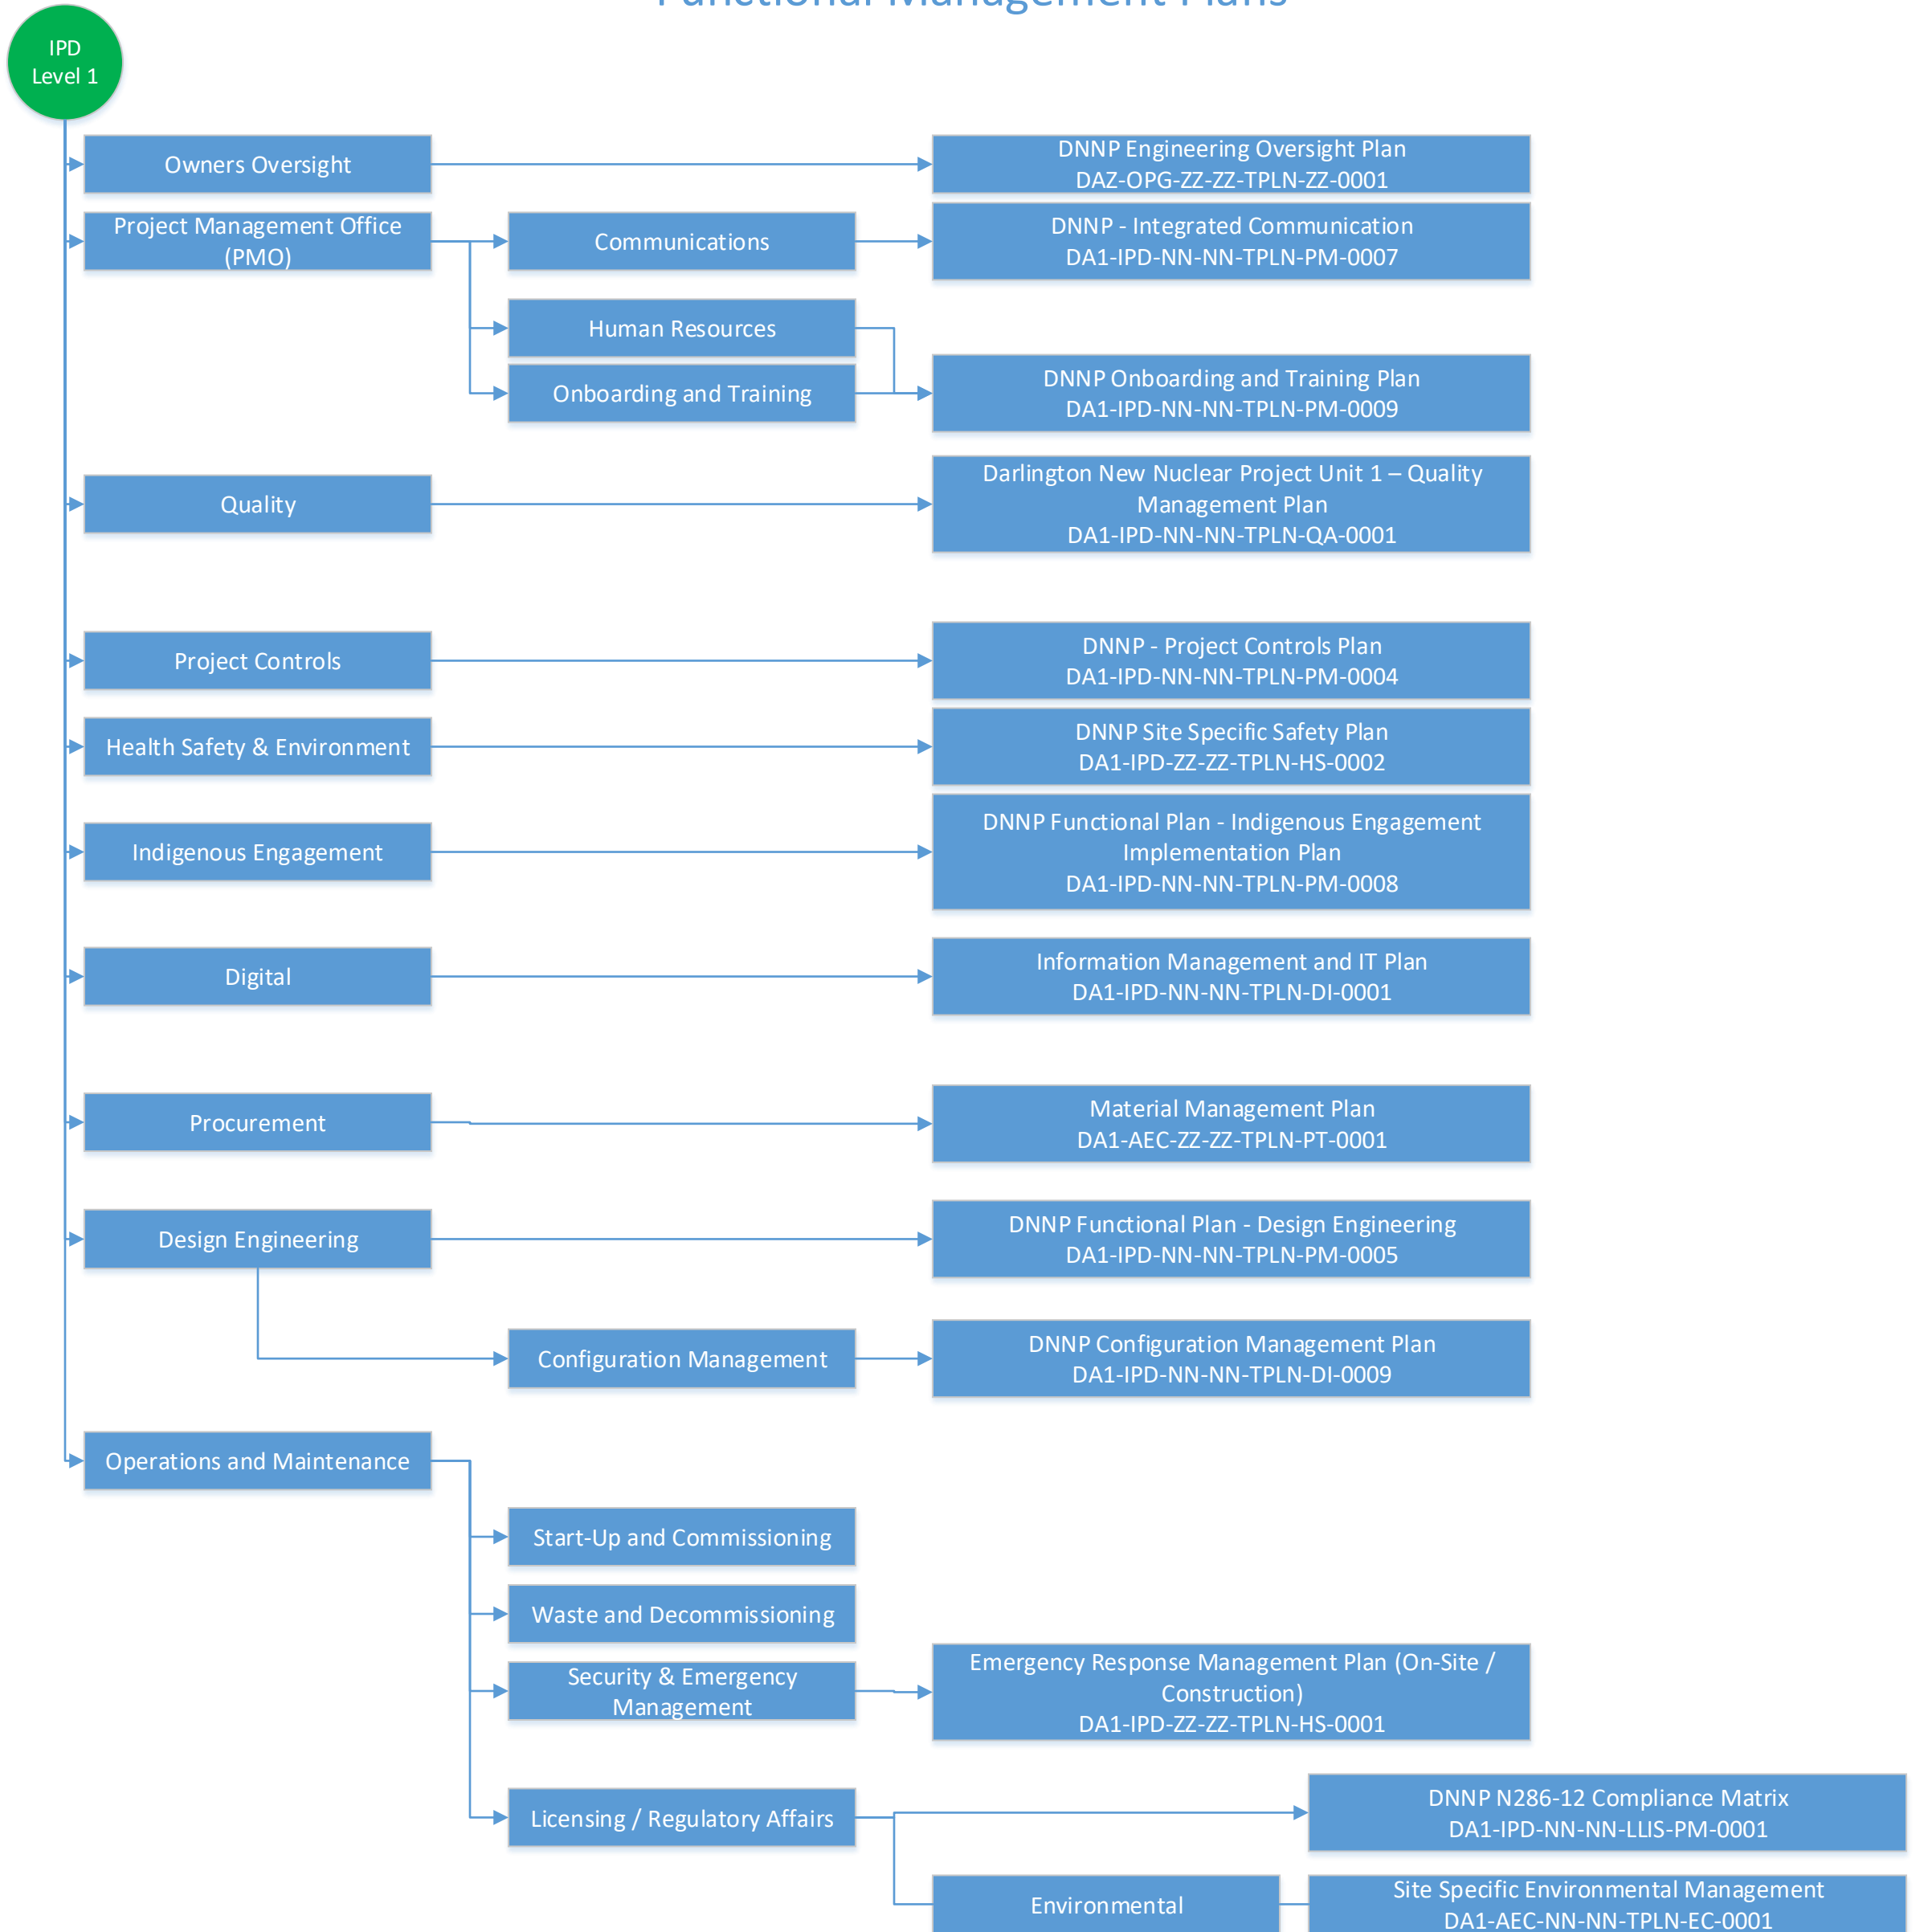 Functional Management Plans
IPD
Level 1
Owners Oversight
DNNP Engineering Oversight Plan
DAZ-OPG-ZZ-ZZ-TPLN-ZZ-0001
Project Management Office
(PMO)
Communications
DNNP - Integrated Communication
DA1-IPD-NN-NN-TPLN-PM-0007
Human Resources
Onboarding and Training
DNNP Onboarding and Training Plan
DA1-IPD-NN-NN-TPLN-PM-0009
Quality
Darlington New Nuclear Project Unit 1 – Quality
Management Plan
DA1-IPD-NN-NN-TPLN-QA-0001
Project Controls
DNNP - Project Controls Plan
DA1-IPD-NN-NN-TPLN-PM-0004
Health Safety & Environment
DNNP Site Specific Safety Plan
DA1-IPD-ZZ-ZZ-TPLN-HS-0002
Indigenous Engagement
DNNP Functional Plan - Indigenous Engagement
Implementation Plan
DA1-IPD-NN-NN-TPLN-PM-0008
Digital
Information Management and IT Plan
DA1-IPD-NN-NN-TPLN-DI-0001
Procurement
Material Management Plan
DA1-AEC-ZZ-ZZ-TPLN-PT-0001
Design Engineering
DNNP Functional Plan - Design Engineering
DA1-IPD-NN-NN-TPLN-PM-0005
Configuration Management
DNNP Configuration Management Plan
DA1-IPD-NN-NN-TPLN-DI-0009
Operations and Maintenance
Start-Up and Commissioning
Waste and Decommissioning
Security & Emergency
Management
Emergency Response Management Plan (On-Site /
Construction)
DA1-IPD-ZZ-ZZ-TPLN-HS-0001
Licensing / Regulatory Affairs
DNNP N286-12 Compliance Matrix
DA1-IPD-NN-NN-LLIS-PM-0001
Environmental
Site Specific Environmental Management
DA1-AEC-NN-NN-TPLN-EC-0001